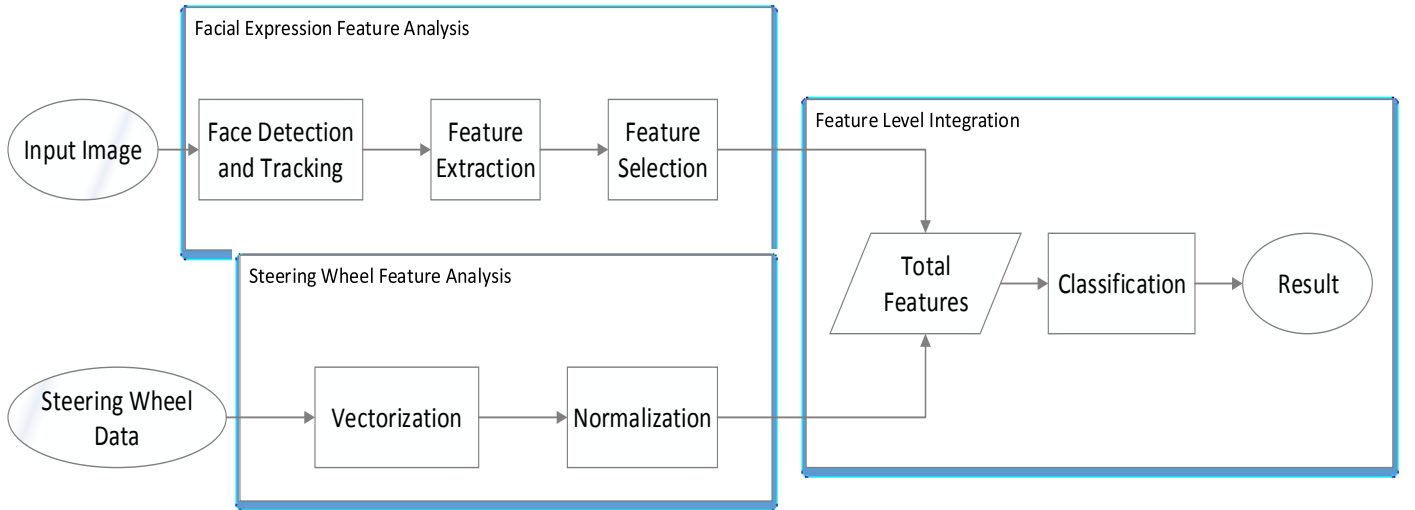 Facial Expression Feature Analysis
Input Image
Face Detection
and Tracking
Feature
Extraction
Feature
Selection
Steering Wheel Feature Analysis
Steering Wheel
Data
Vectorization
Normalization
Feature Level Integration
Total
Features
Classification
Result